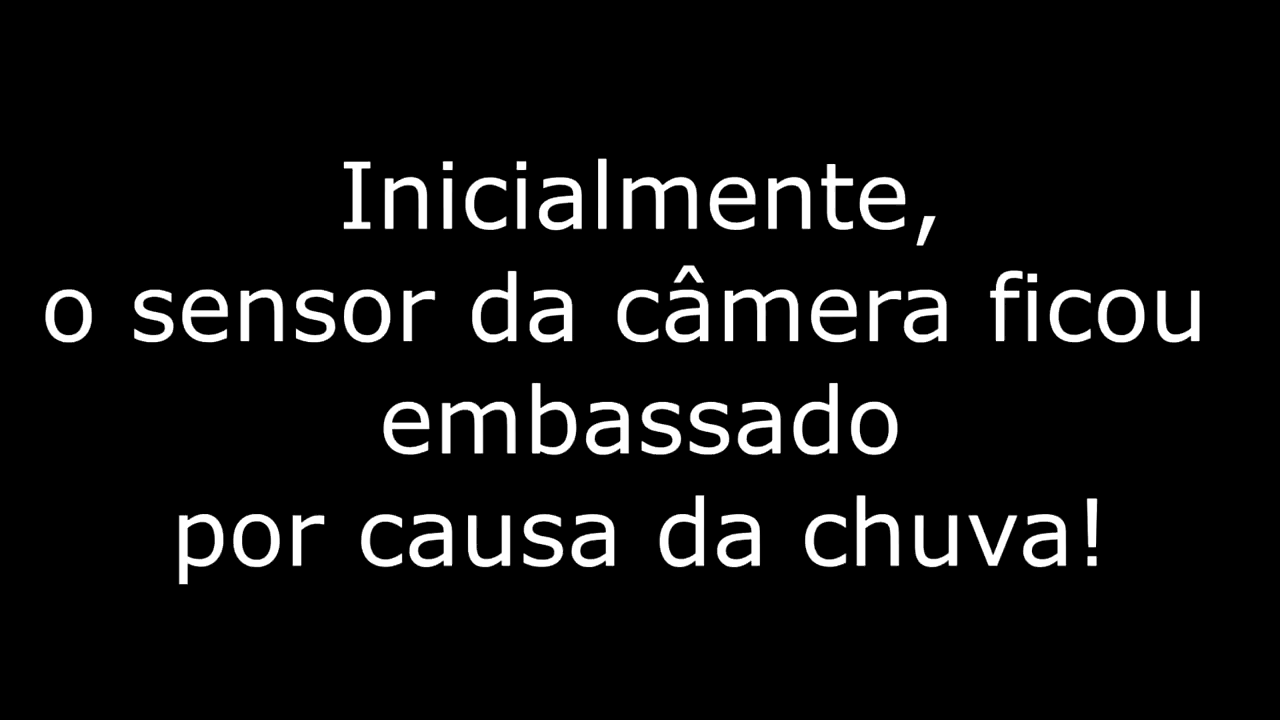 Inicialmente,
o sensor da câmera ficou
embassado
por causa da chuva!